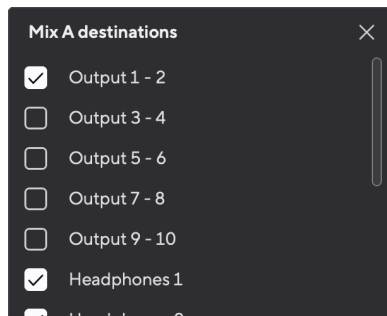 Mix A destinations
Output 1 - 2
Output 3 - 4
Output 5 - 6
Output 7 - 8
Output 9 - 10
Headphones 1